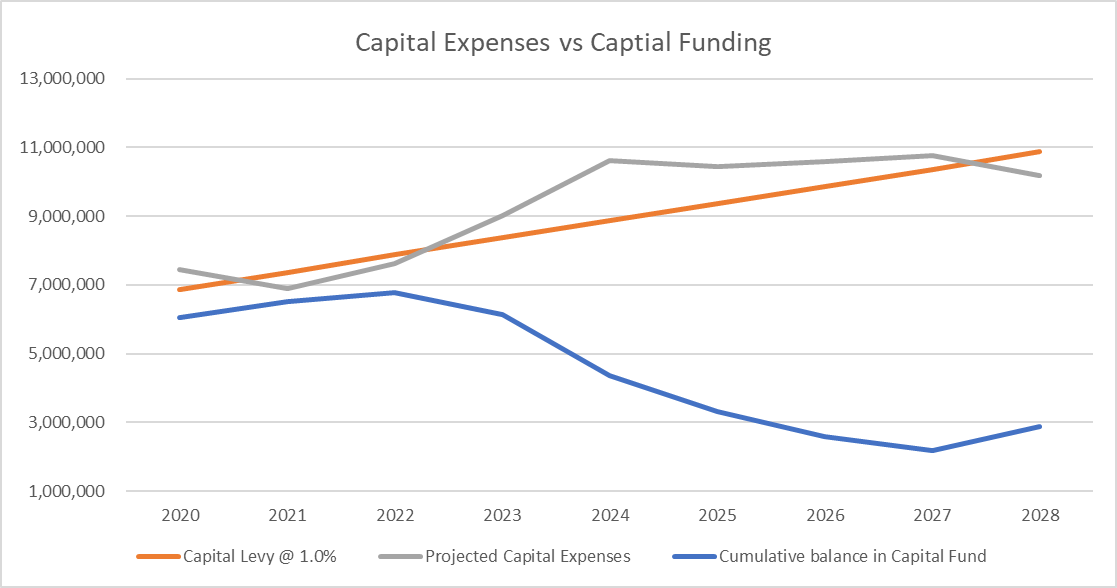 Capital Expenses vs Captial Funding
13,000,000
11,000,000
9,000,000
7,000,000
5,000,000
3,000,000
1,000,000
2020 2021 2022 2023 2024 2025 2026 2027 2028
Capital Levy @ 1.0% Projected Capital Expenses Cumulative balance in Capital Fund